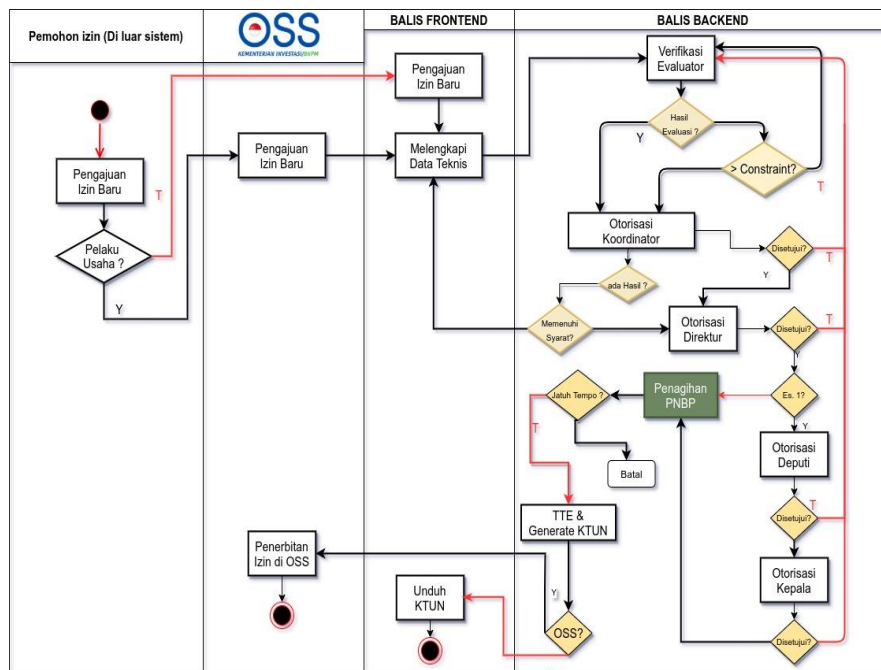 Pemohon izin (Di luar sistem)
OSS
KEMENTERIAN INVESTASI/BKPM
BALIS FRONTEND
BALIS BACKEND
Pengajuan
Izin Baru
T
Pelaku
Usaha ?
Y
Pengajuan
Izin Baru
Pengajuan
Izin Baru
Melengkapi
Data Teknis
Verifikasi
Evaluator
Hasil
Evaluasi ?
Y
> Constraint?
T
Otorisasi
Koordinator
Disetujui?
T
Y
ada Hasil ?
Memenuhi
Syarat?
Otorisasi
Direktur
Disetujui?
T
Y
Es. 1?
Y
Penagihan
PNBP
Jatuh Tempo ?
T
Batal
Otorisasi
Deputi
Disetujui?
T
Otorisasi
Kepala
Disetujui?
TTE &
Generate KTUN
Y
OSS?
Penerbitan
Izin di OSS
Unduh
KTUN